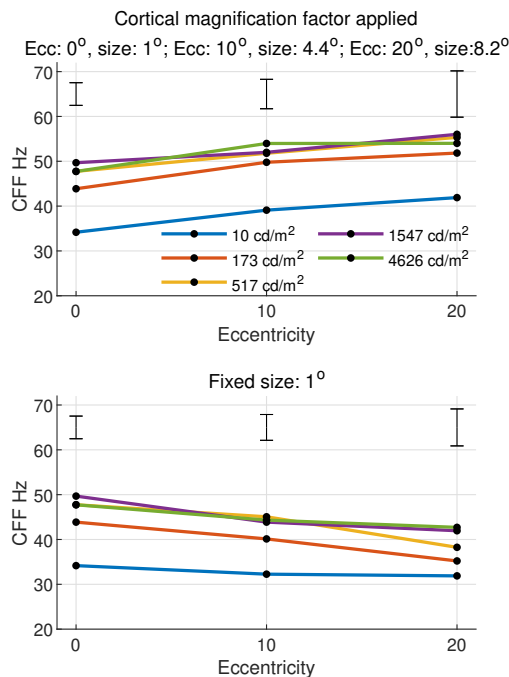 Cortical magnification factor applied
Ecc: 0°, size: 1°; Ecc: 10°, size: 4.4°; Ecc: 20°, size:8.2°
70
60
50
40
30
20
CFF Hz
10 cd/m²
173 cd/m²
517 cd/m²
1547 cd/m²
4626 cd/m²
0
10
20
Eccentricity
Fixed size: 1°
70
60
50
40
30
20
CFF Hz
0
10
20
Eccentricity